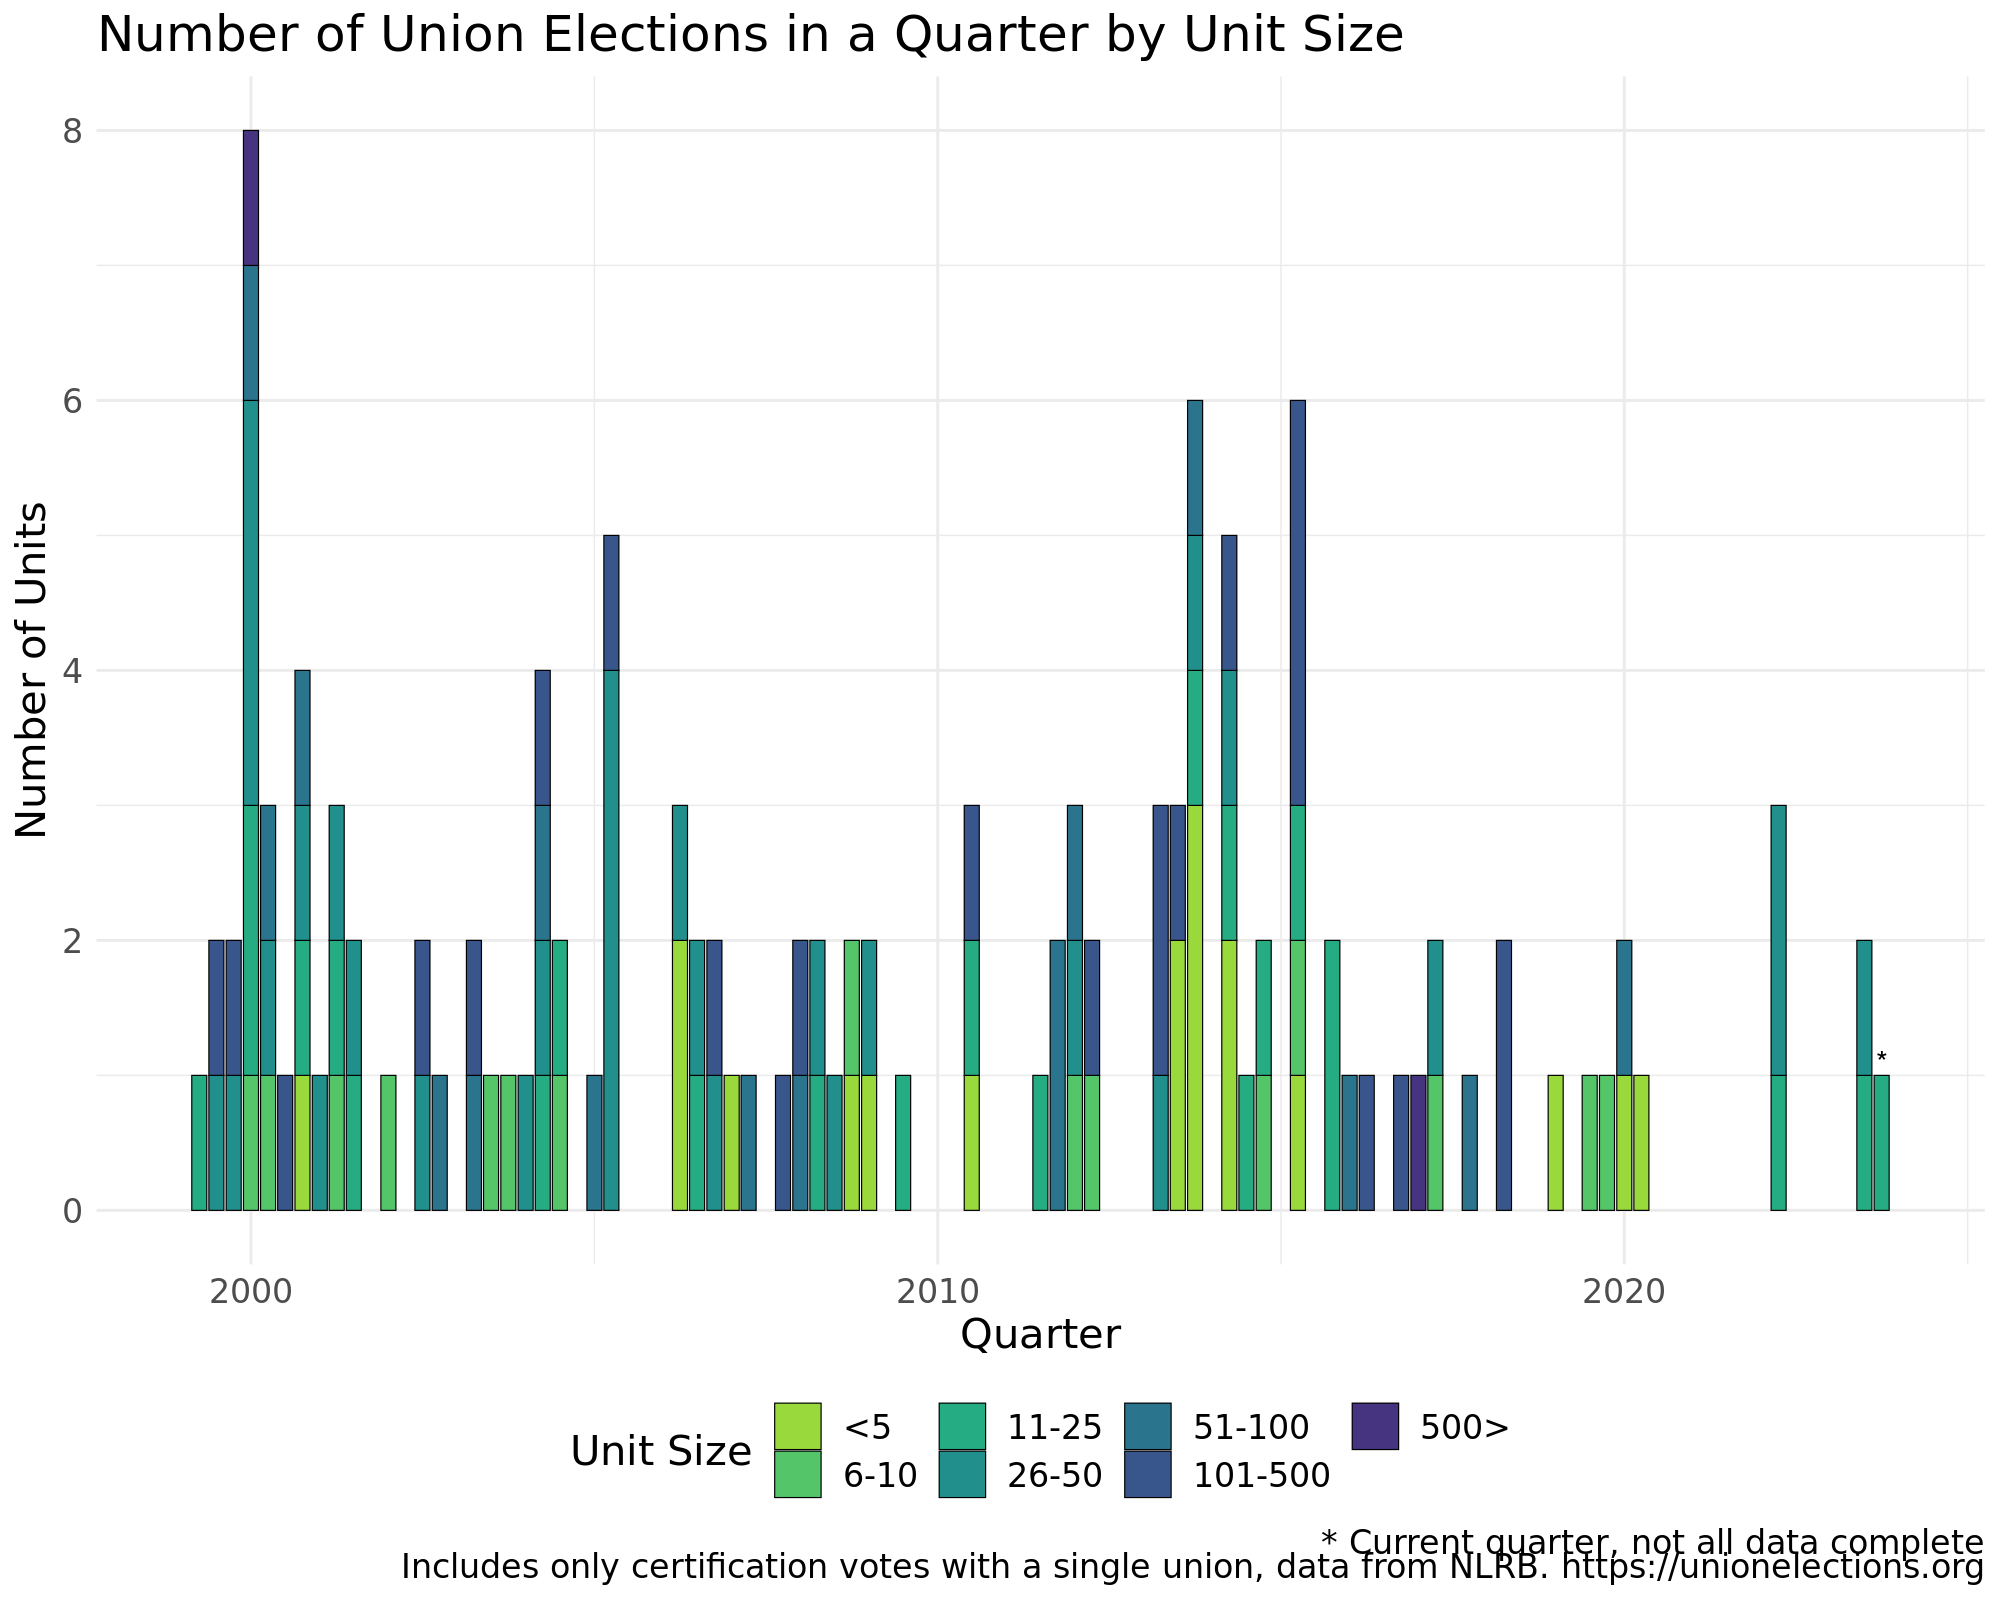 Number of Union Elections in a Quarter by Unit Size
8
6
4
2
0
Number of Units
*
2000 2010 2020
Quarter
Unit Size
<5 11-25 51-100 500>
6-10 26-50 101-500
* Current quarter, not all data complete
Includes only certification votes with a single union, data from NLRB. https://unionelections.org